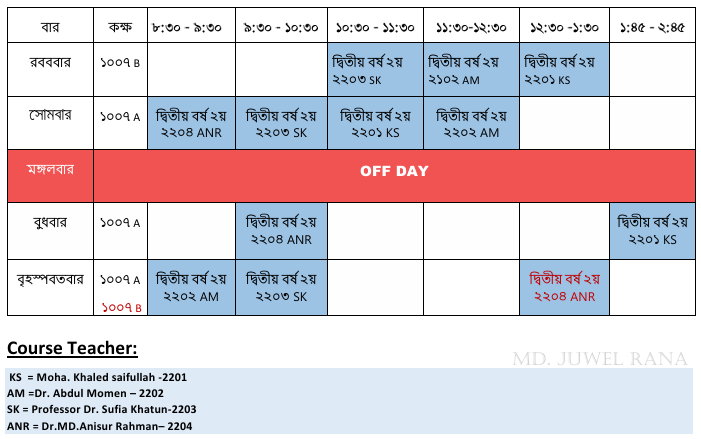 বার কক্ষ ৮:৩০ - ৯:৩০ ৯:৩০ - ১০:৩০ ১০:৩০ - ১১:৩০ ১১:৩০-১২:৩০ ১২:৩০ -১:৩০ ১:৪৫ - ২:৪৫
রবববার ১০০৭ B দ্বিতীয় বর্ষ ২য় দ্বিতীয় বর্ষ ২য় দ্বিতীয় বর্ষ ২য়
২২০৩ SK ২১০২ AM ২২০১ KS
সোমবার ১০০৭ A দ্বিতীয় বর্ষ ২য় দ্বিতীয় বর্ষ ২য় দ্বিতীয় বর্ষ ২য় দ্বিতীয় বর্ষ ২য়
২২০৪ ANR ২২০৩ SK ২২০১ KS ২২০২ AM
মঙ্গলবার OFF DAY
বুধবার ১০০৭ A দ্বিতীয় বর্ষ ২য় দ্বিতীয় বর্ষ ২য়
২২০৪ ANR ২২০১ KS
বৃহস্পবতবার ১০০৭ A দ্বিতীয় বর্ষ ২য় দ্বিতীয় বর্ষ ২য় দ্বিতীয় বর্ষ ২য়
২২০২ AM ২২০৩ SK ২২০৪ ANR
১০০৭ B
Course Teacher:
MD. JUWEL RANA
KS = Moha. Khaled saifullah -2201
AM =Dr. Abdul Momen – 2202
SK = Professor Dr. Sufia Khatun-2203
ANR = Dr.MD.Anisur Rahman– 2204